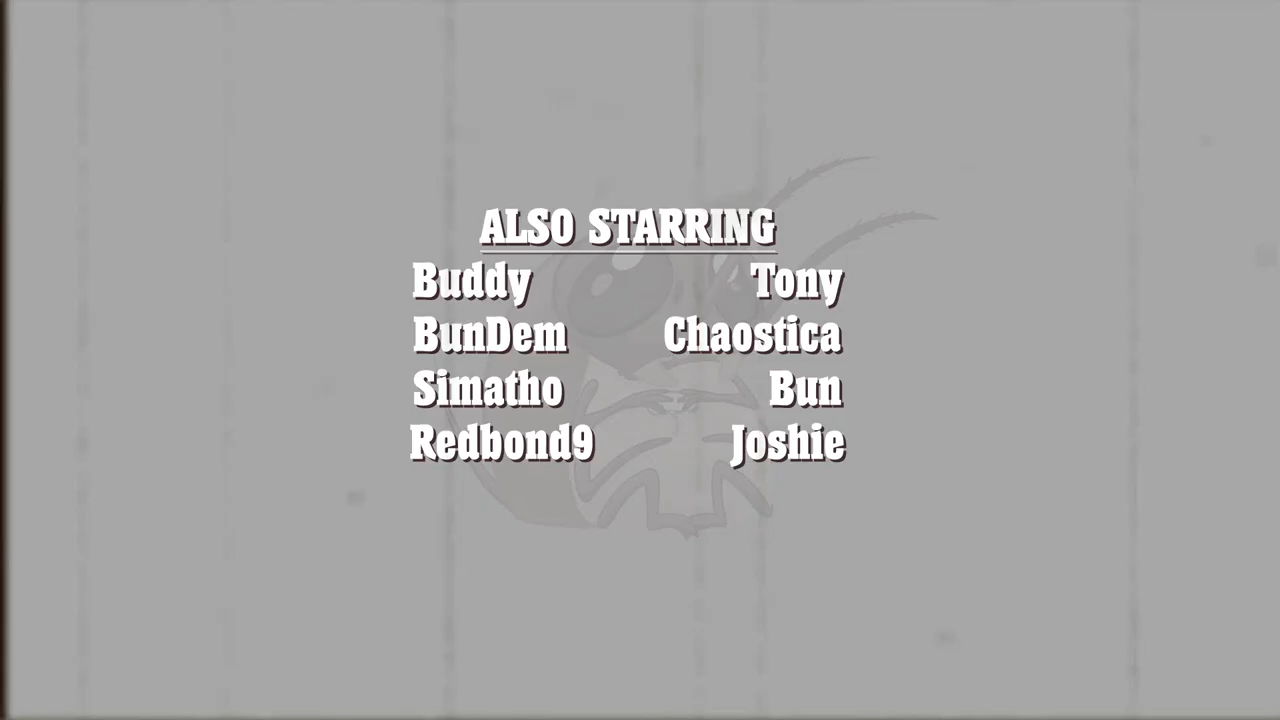 ALSO STARRING
Buddy Tony
BunDem Chaostica
Simatho Bun
Redbond9 Joshie